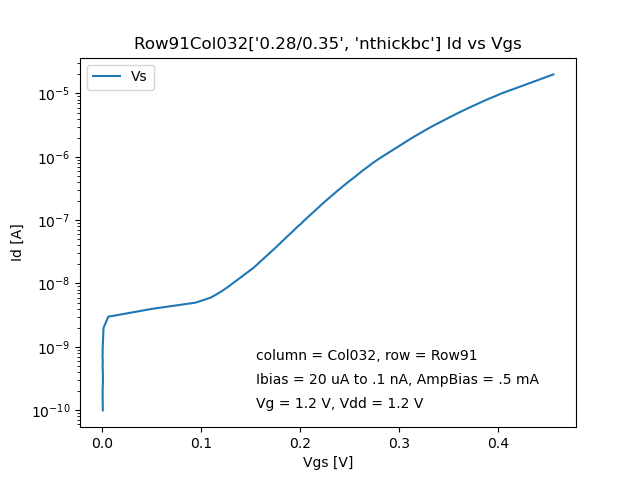 Row91Col032['0.28/0.35', 'nthickbc'] Id vs Vgs
Vs
10⁻⁵
10⁻⁶
10⁻⁷
10⁻⁸
10⁻⁹
10⁻¹⁰
Id [A]
column = Col032, row = Row91
Ibias = 20 uA to .1 nA, AmpBias = .5 mA
Vg = 1.2 V, Vdd = 1.2 V
0.0 0.1 0.2 0.3 0.4
Vgs [V]